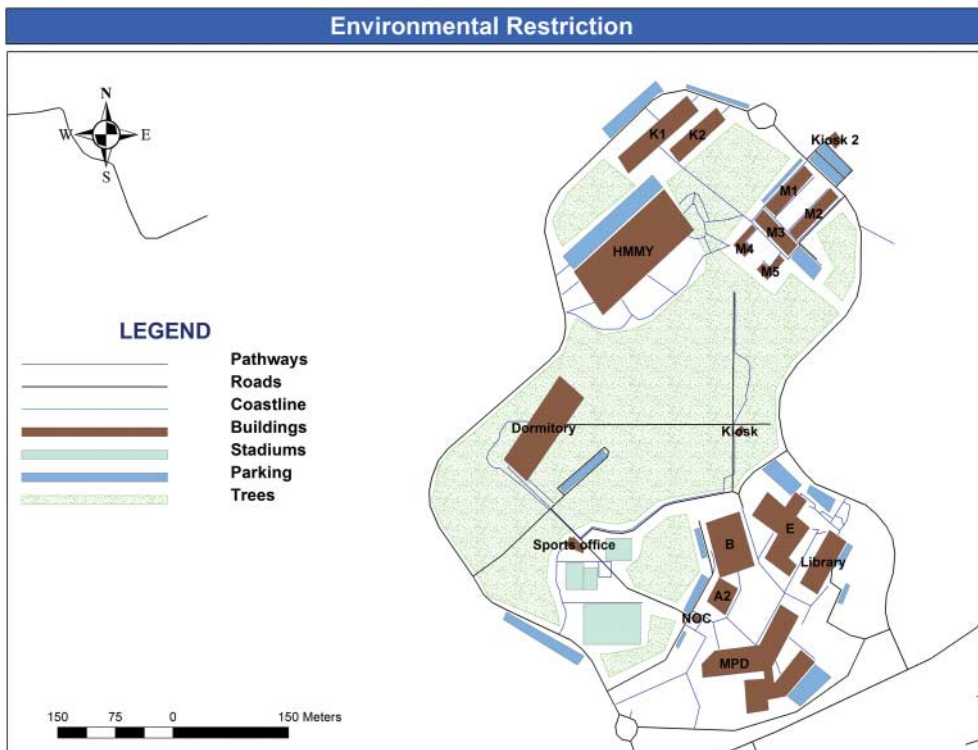 Environmental Restriction
N
W
E
S
K1
K2
Kiosk 2
M1
M2
M3
M4
M5
HMMY
LEGEND
Pathways
Roads
Coastline
Buildings
Stadiums
Parking
Trees
Dormitory
Kiosk
Sports office
B
E
Library
A2
NOC
MPD
150 75 0 150 Meters